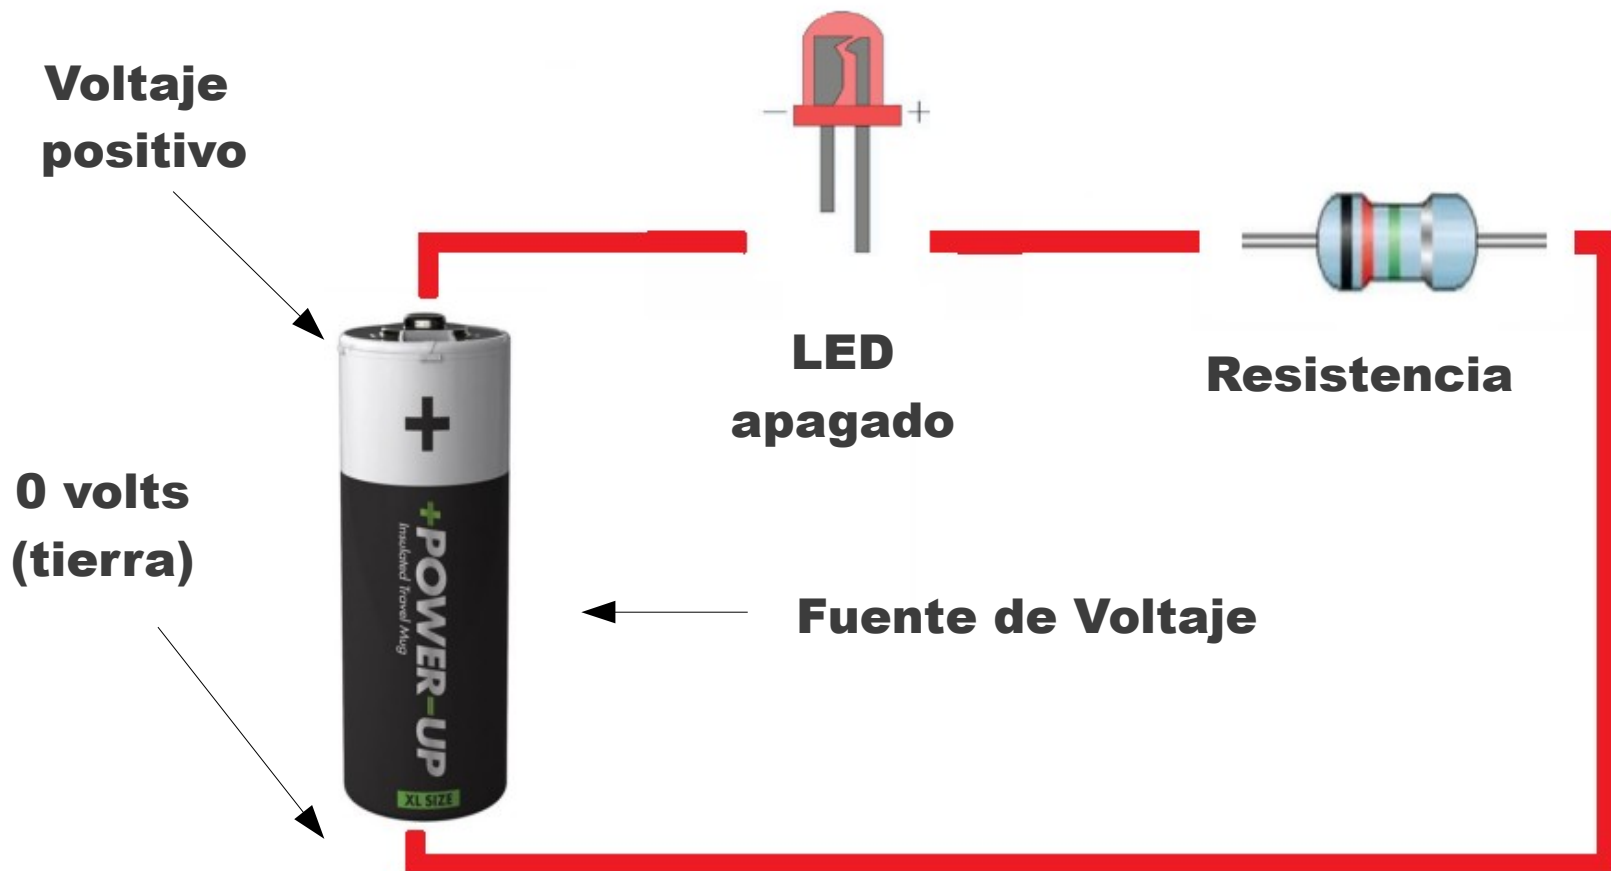 Voltaje
positivo
- +
LED
apagado
Resistencia
+
0 volts
(tierra)
+POWER-UP
Insulated Travel Mug
XL SIZE
Fuente de Voltaje